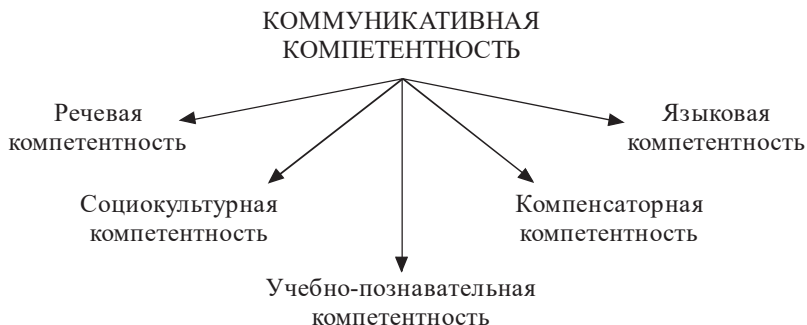 КОММУНИКАТИВНАЯ
КОМПЕТЕНТНОСТЬ
Речевая
компетентность
Языковая
компетентность
Социокультурная
компетентность
Компенсаторная
компетентность
Учебно-познавательная
компетентность